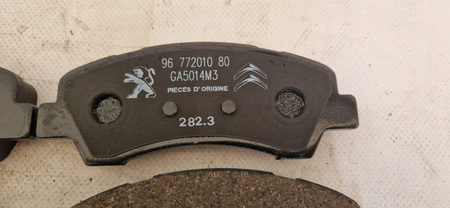 96 772010 80
GA5014M3
PIECES D'ORIGINE
282.3